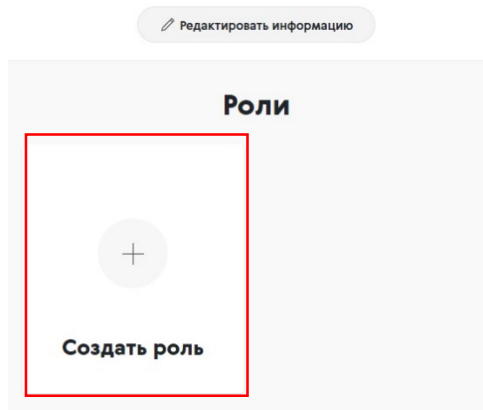 Редактировать информацию
Роли
Создать роль